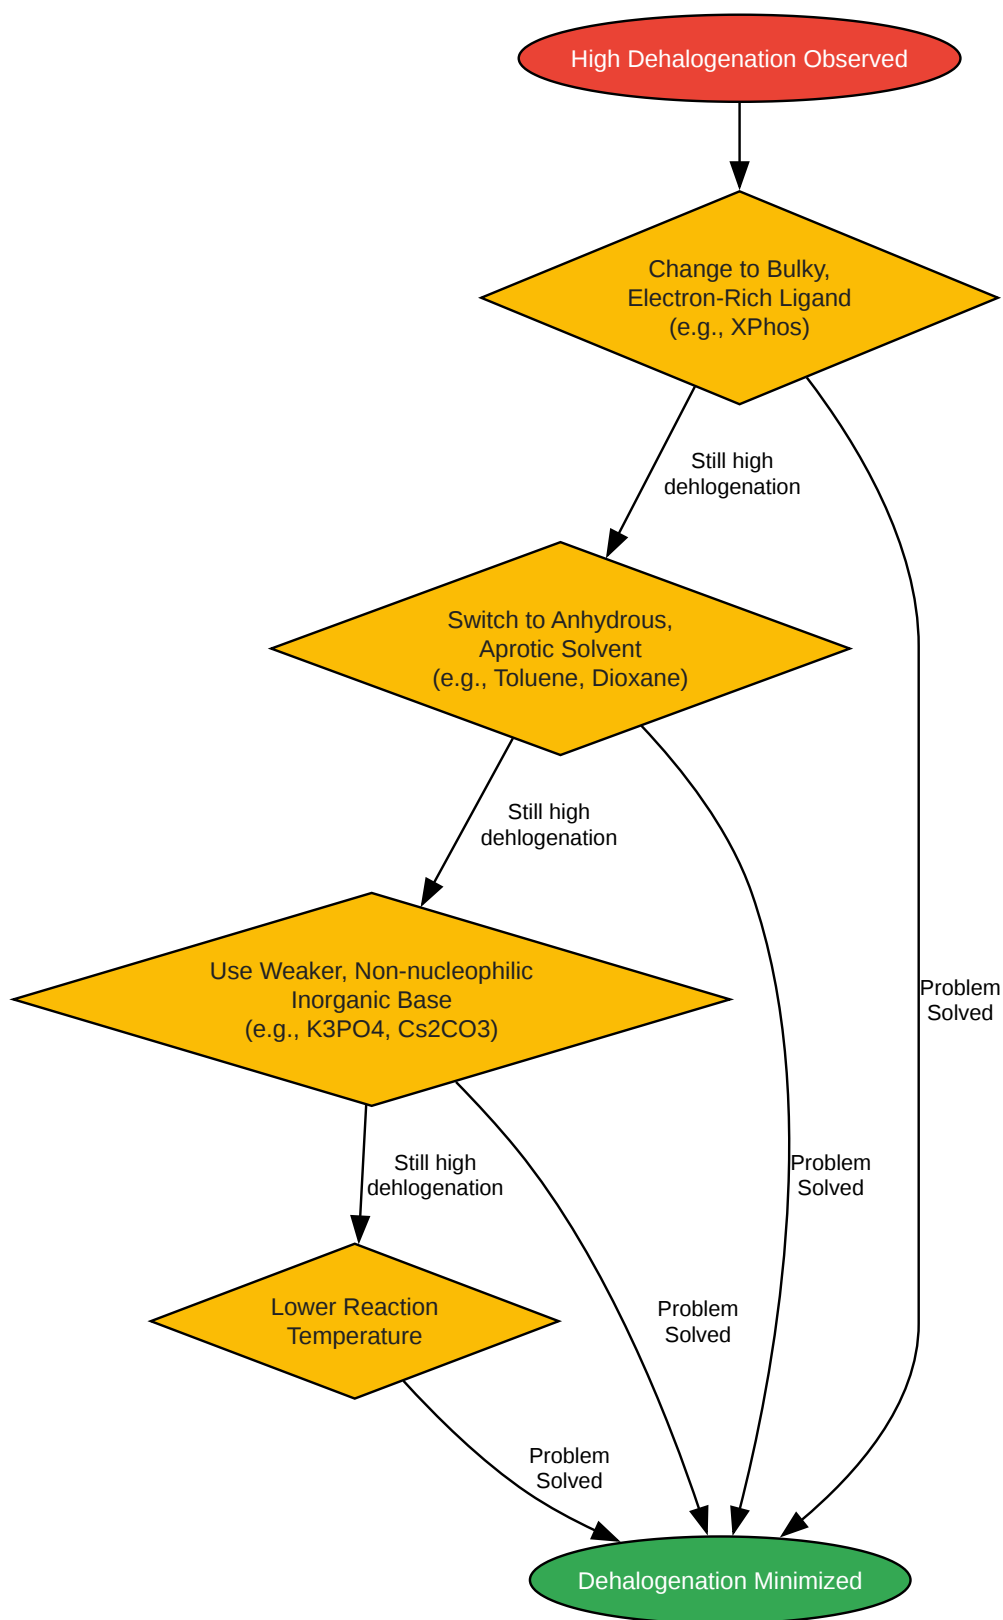 High Dehalogenation Observed
Change to Bulky,
Electron-Rich Ligand
(e.g., XPhos)
Still high
dehlogenation
Switch to Anhydrous,
Aprotic Solvent
(e.g., Toluene, Dioxane)
Still high
dehlogenation
Use Weaker, Non-nucleophilic
Inorganic Base
(e.g., K3PO4, Cs2CO3)
Problem
Solved
Still high
dehlogenation
Problem
Solved
Lower Reaction
Temperature
Problem
Solved
Problem
Solved
Dehalogenation Minimized